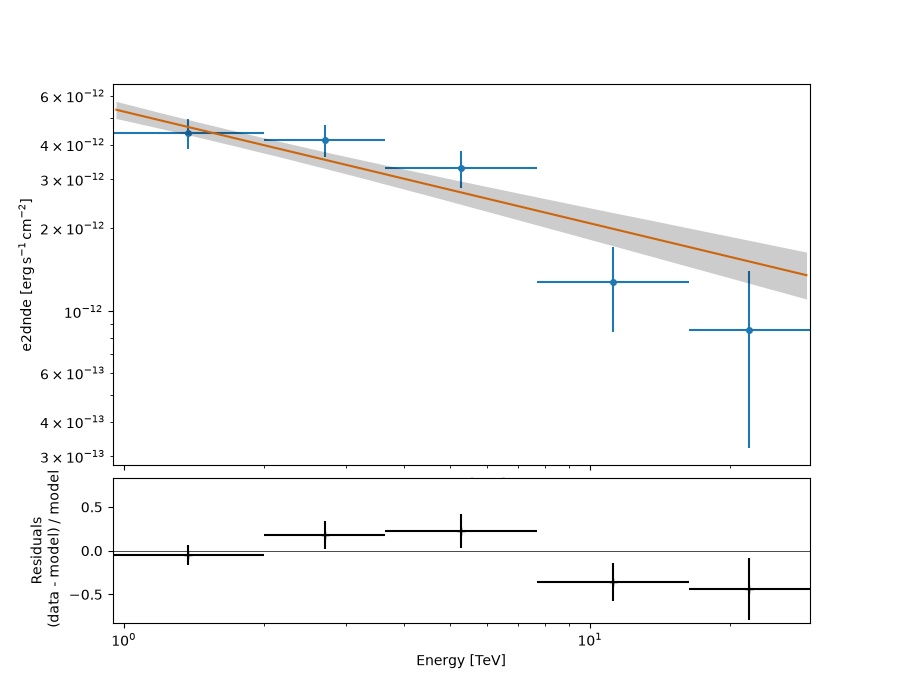 6 × 10⁻¹²
4 × 10⁻¹²
3 × 10⁻¹²
2 × 10⁻¹²
10⁻¹²
6 × 10⁻¹³
4 × 10⁻¹³
3 × 10⁻¹³
e2dnde [erg s⁻¹ cm⁻²]
0.5
0.0
−0.5
Residuals
(data - model) / model
10⁰
10¹
Energy [TeV]